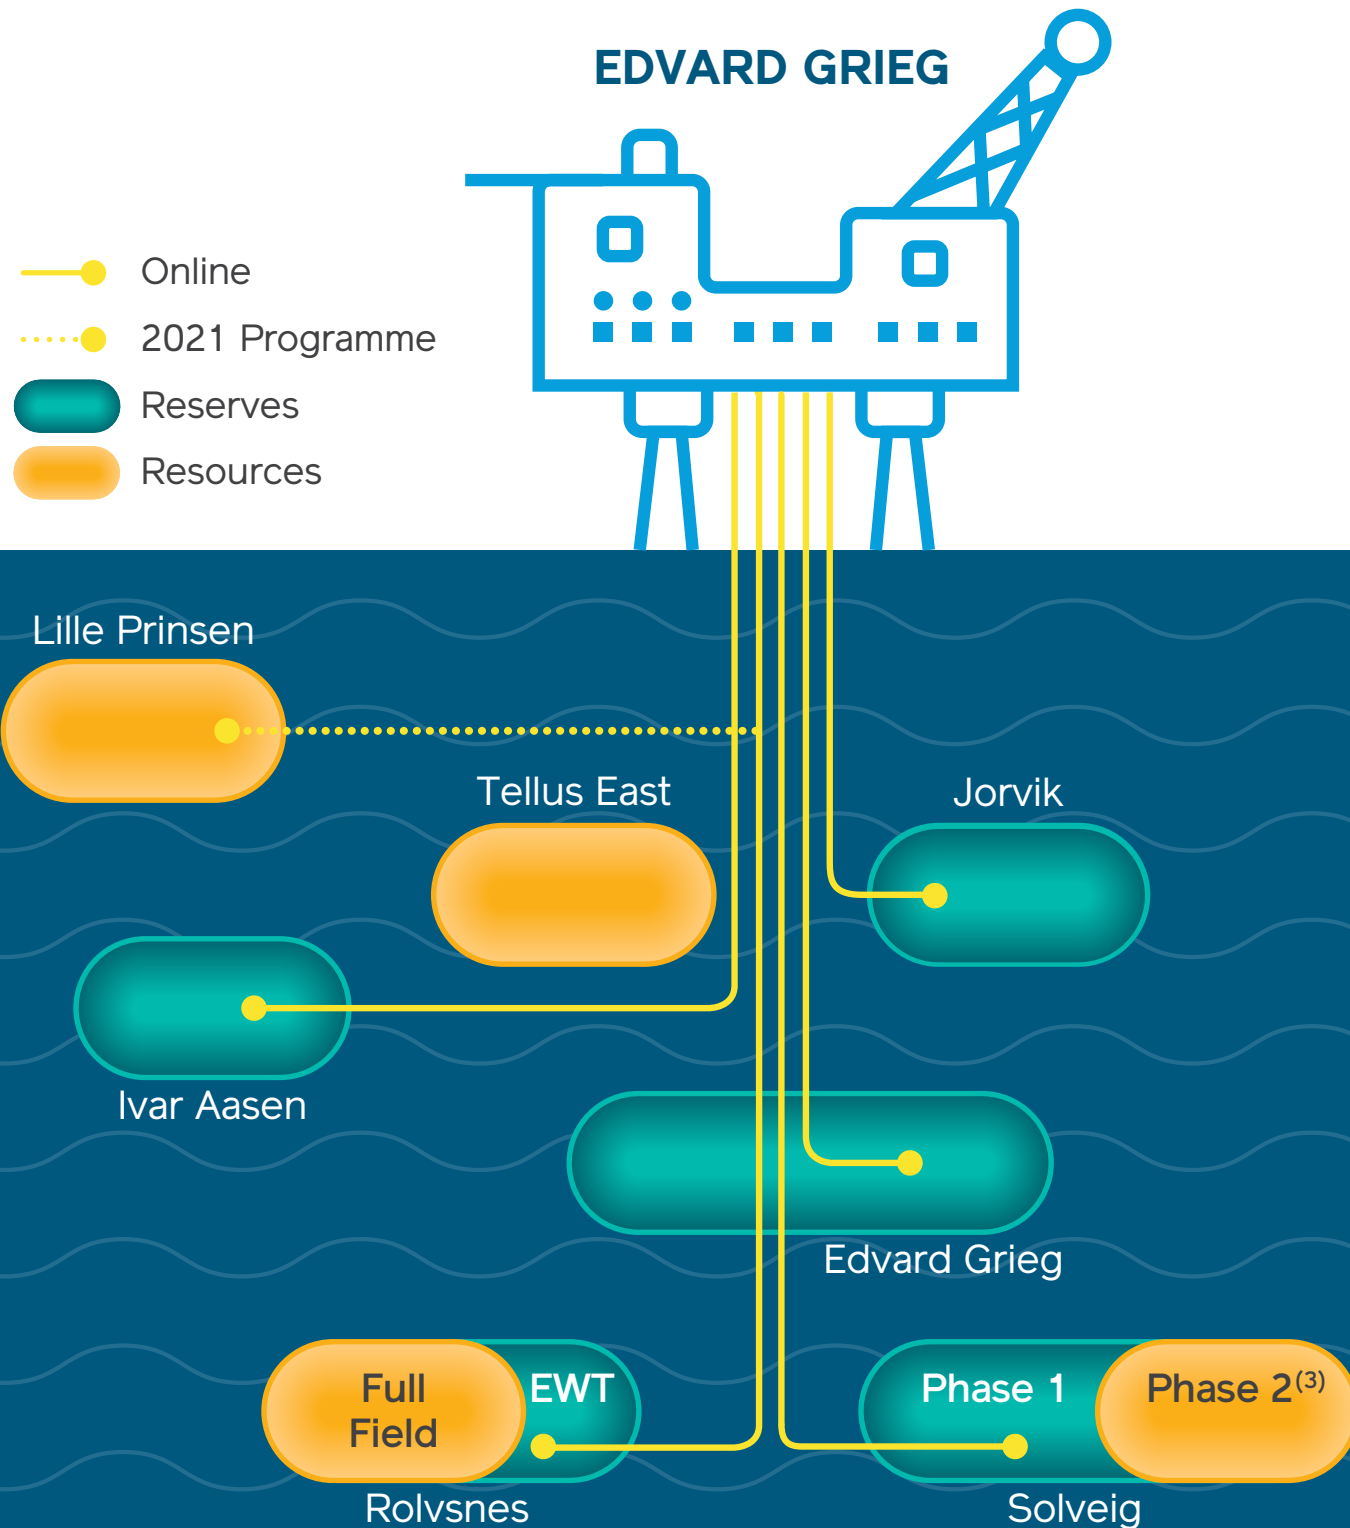 EDVARD GRIEG
Online
2021 Programme
Reserves
Resources
Lille Prinsen
Tellus East
Jorvik
Ivar Aasen
Edvard Grieg
Full
Field
EWT
Phase 1
Phase 2(3)
Rolvsnes
Solveig